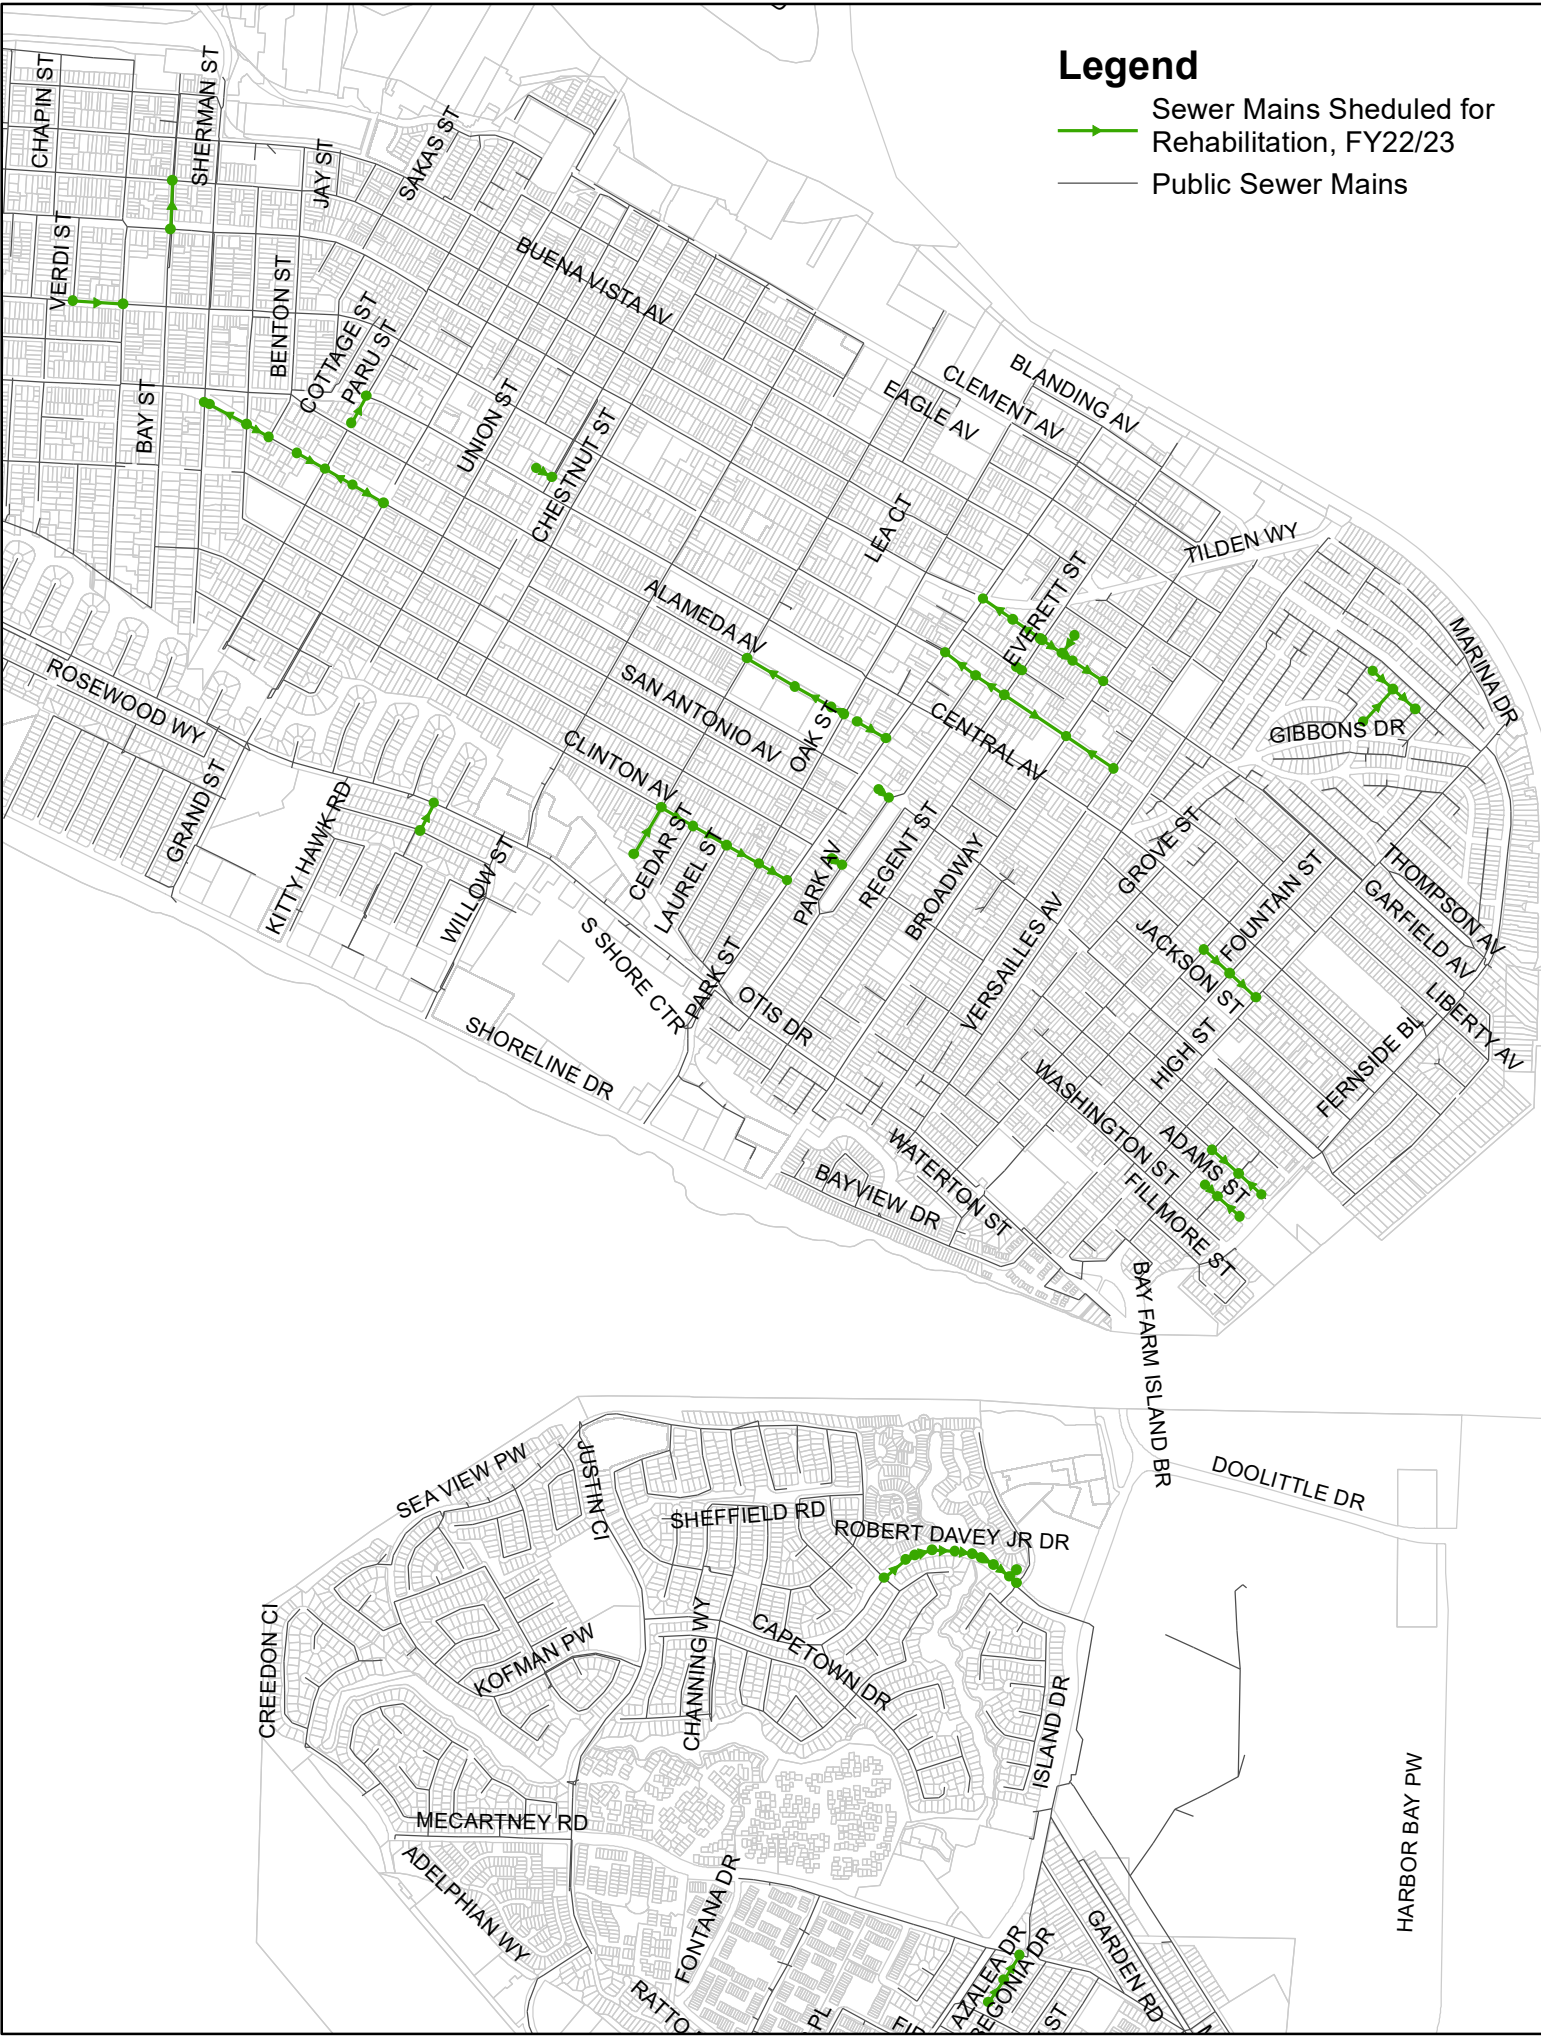 Legend
Sewer Mains Sheduled for
Rehabilitation, FY22/23
Public Sewer Mains
CHAPIN ST
SHERMAN ST
JAY ST
SAKAS ST
VERDI ST
BENTON ST
COTTAGE ST
PARU ST
BAY ST
BUENA VISTA AV
UNION ST
CHESTNUT ST
BLANDING AV
CLEMENT AV
EAGLE AV
LEA CT
TILDEN WY
EVERETT ST
MARINA DR
GIBBONS DR
ALAMEDA AV
SAN ANTONIO AV
OAK ST
CENTRAL AV
CLINTON AV
ROSEWOOD WY
GRAND ST
KITTY HAWK RD
WILLOW ST
CEDAR ST
LAUREL ST
PARK AV
REGENT ST
BROADWAY
GROVE ST
FOUNTAIN ST
THOMPSON AV
GARFIELD AV
LIBERTY AV
VERSAILLES AV
JACKSON ST
HIGH ST
FERNSIDE BL
S SHORE CTR
PARK ST
OTIS DR
SHORELINE DR
WASHINGTON ST
ADAMS ST
FILLMORE ST
WATERTON ST
BAYVIEW DR
BAY FARM ISLAND BR
DOOLITTLE DR
SEA VIEW PW
JUSTIN CI
SHEFFIELD RD
ROBERT DAVEY JR DR
CREEDON CI
KOFMAN PW
CHANNING WY
CAPETOWN DR
ISLAND DR
HARBOR BAY PW
MECARTNEY RD
ADELPHIAN WY
FONTANA DR
GARDEN RD
AZALEA DR
EGONIA DR
RATTO
PL
FIR
ST